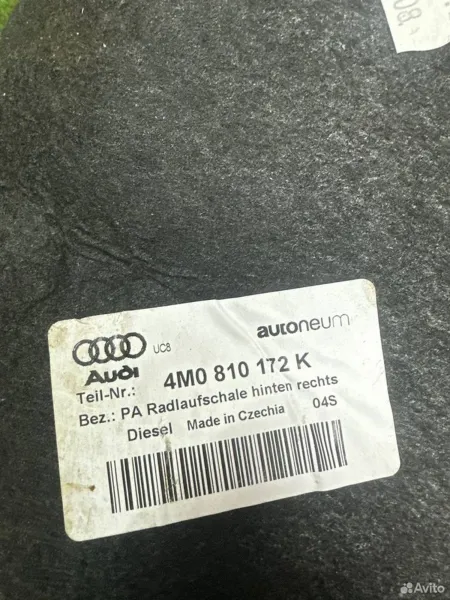 08.
UC8
autoneum
Audi
Teil-Nr.: 4M0 810 172 K
Bez.: PA Radlaufschale hinten rechts
Diesel Made in Czechia 04S
Avito